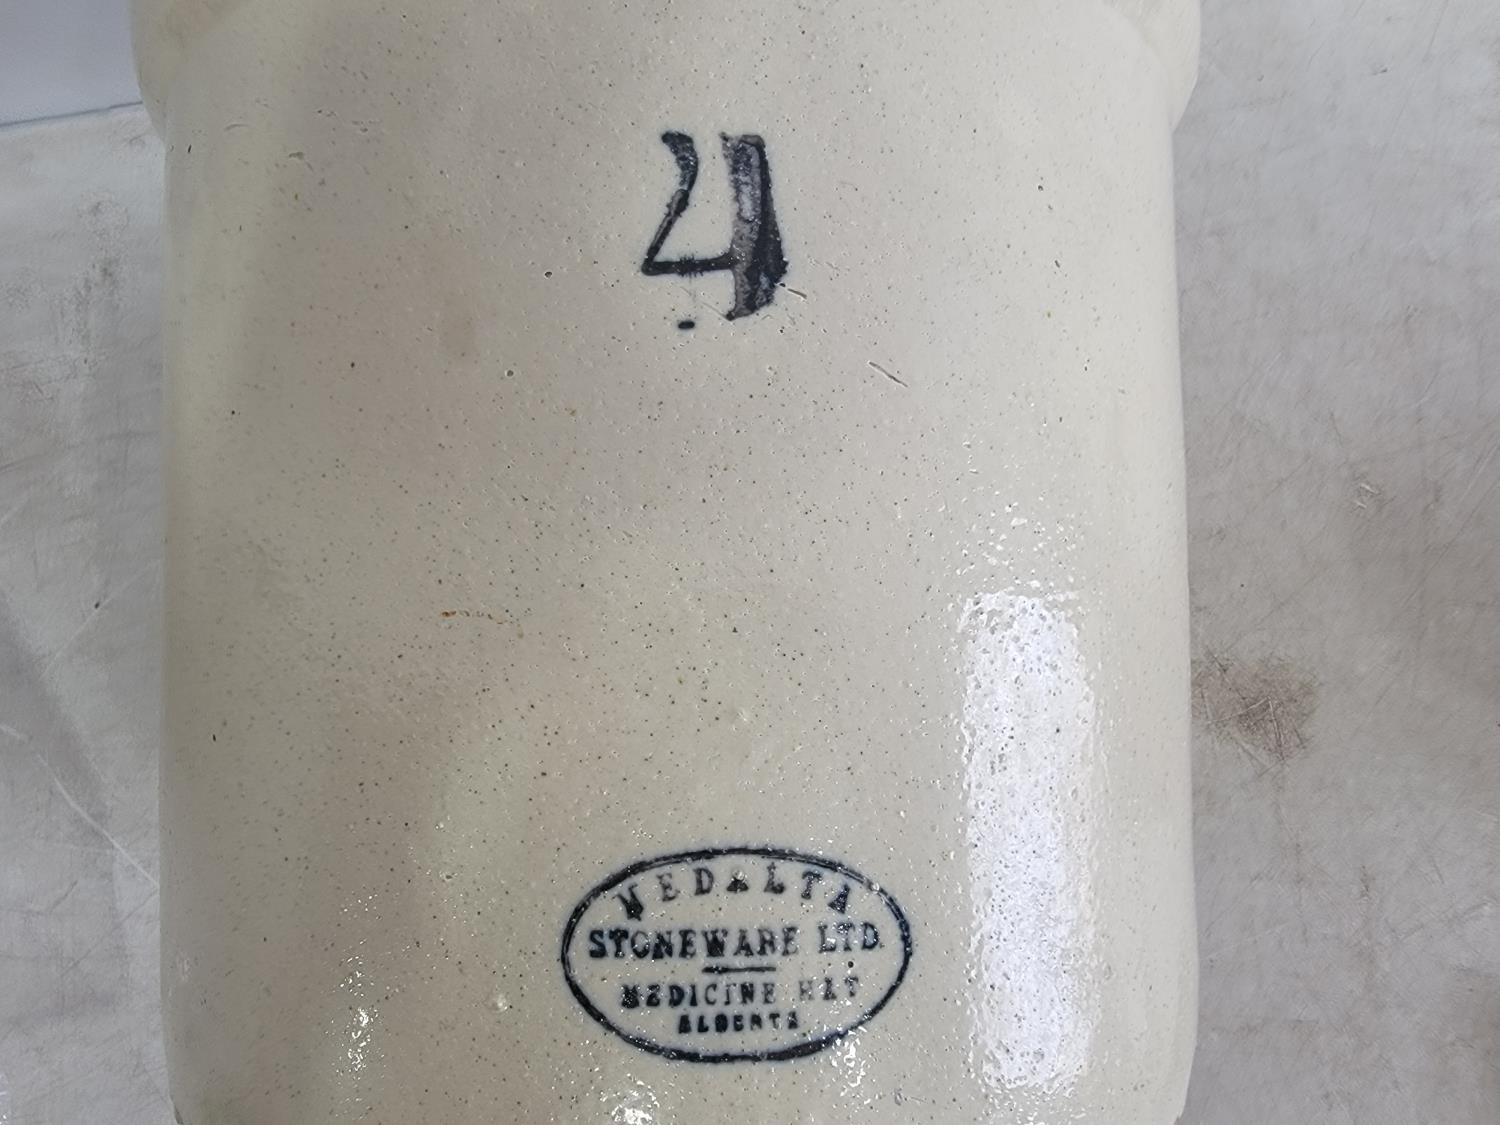 4
MEDALTA
STONEWARE LTD.
MEDICINE HAT
ALBERTA